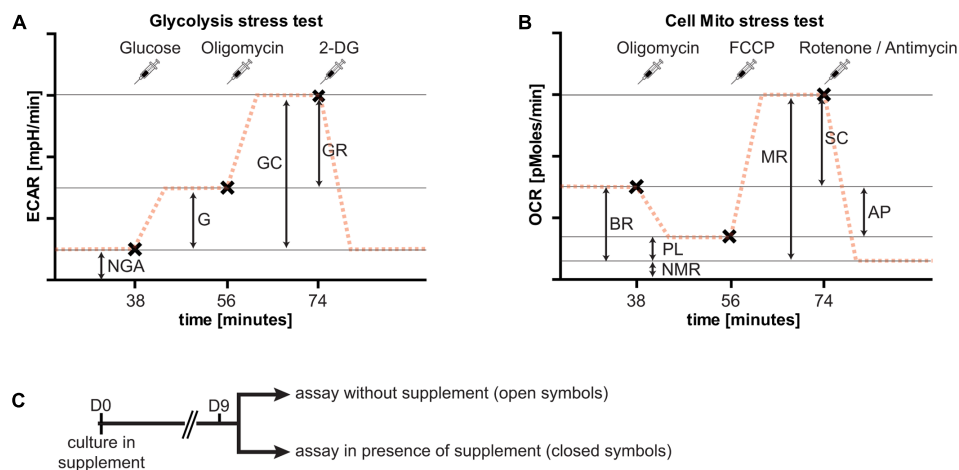 A
Glycolysis stress test
Glucose
Oligomycin
2-DG
ECAR [mpH/min]
GC
GR
G
NGA
38
56
74
time [minutes]
B
Cell Mito stress test
Oligomycin
FCCP
Rotenone / Antimycin
OCR [pMoles/min]
SC
MR
AP
BR
PL
NMR
38
56
74
time [minutes]
C
D0
D9
culture in
supplement
assay without supplement (open symbols)
assay in presence of supplement (closed symbols)